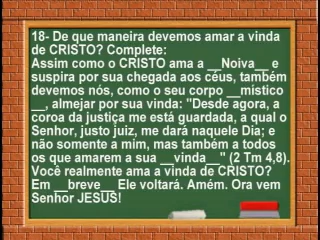 18- De que maneira devemos amar a vinda
de CRISTO? Complete:
Assim como o CRISTO ama a __Noiva__ e
suspira por sua chegada aos céus, também
devemos nós, como o seu corpo __místico
__, almejar por sua vinda: "Desde agora, a
coroa da justiça me está guardada, a qual o
Senhor, justo juiz, me dará naquele Dia; e
não somente a mim, mas também a todos
os que amarem a sua __vinda__" (2 Tm 4,8).
Você realmente ama a vinda de CRISTO?
Em __breve__ Ele voltará. Amém. Ora vem
Senhor JESUS!